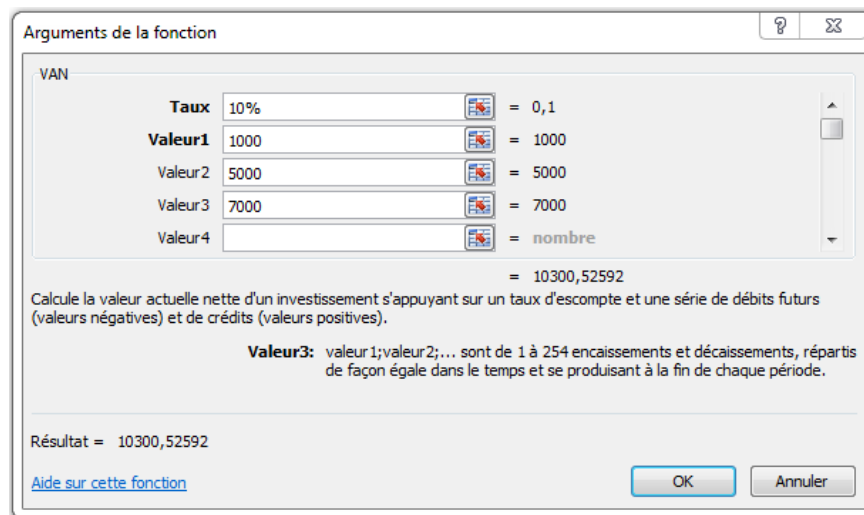 Arguments de la fonction
VAN
Taux 10% = 0,1
Valeur1 1000 = 1000
Valeur2 5000 = 5000
Valeur3 7000 = 7000
Valeur4 = nombre
= 10300,52592
Calcule la valeur actuelle nette d'un investissement s'appuyant sur un taux d'escompte et une série de débits futurs
(valeurs négatives) et de crédits (valeurs positives).
Valeur3: valeur1;valeur2;... sont de 1 à 254 encaissements et décaissements, répartis
de façon égale dans le temps et se produisant à la fin de chaque période.
Résultat = 10300,52592
Aide sur cette fonction OK Annuler